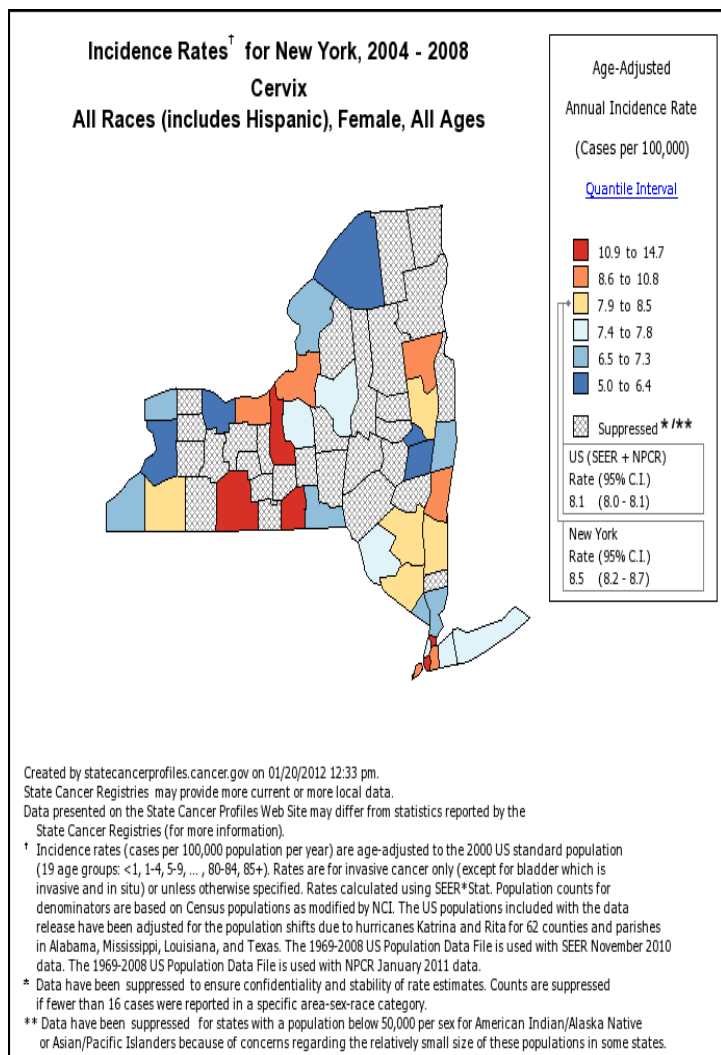 Incidence Rates† for New York, 2004 - 2008
Cervix
All Races (includes Hispanic), Female, All Ages
Age-Adjusted
Annual Incidence Rate
(Cases per 100,000)
Quantile Interval
10.9 to 14.7
8.6 to 10.8
7.9 to 8.5
7.4 to 7.8
6.5 to 7.3
5.0 to 6.4
Suppressed */**
US (SEER + NPCR)
Rate (95% C.I.)
8.1 (8.0 - 8.1)
New York
Rate (95% C.I.)
8.5 (8.2 - 8.7)
Created by statecancerprofiles.cancer.gov on 01/20/2012 12:33 pm.
State Cancer Registries may provide more current or more local data.
Data presented on the State Cancer Profiles Web Site may differ from statistics reported by the
State Cancer Registries (for more information).
† Incidence rates (cases per 100,000 population per year) are age-adjusted to the 2000 US standard population
(19 age groups: <1, 1-4, 5-9, ... , 80-84, 85+). Rates are for invasive cancer only (except for bladder which is
invasive and in situ) or unless otherwise specified. Rates calculated using SEER*Stat. Population counts for
denominators are based on Census populations as modified by NCI. The US populations included with the data
release have been adjusted for the population shifts due to hurricanes Katrina and Rita for 62 counties and parishes
in Alabama, Mississippi, Louisiana, and Texas. The 1969-2008 US Population Data File is used with SEER November 2010
data. The 1969-2008 US Population Data File is used with NPCR January 2011 data.
* Data have been suppressed to ensure confidentiality and stability of rate estimates. Counts are suppressed
if fewer than 16 cases were reported in a specific area-sex-race category.
** Data have been suppressed for states with a population below 50,000 per sex for American Indian/Alaska Native
or Asian/Pacific Islanders because of concerns regarding the relatively small size of these populations in some states.